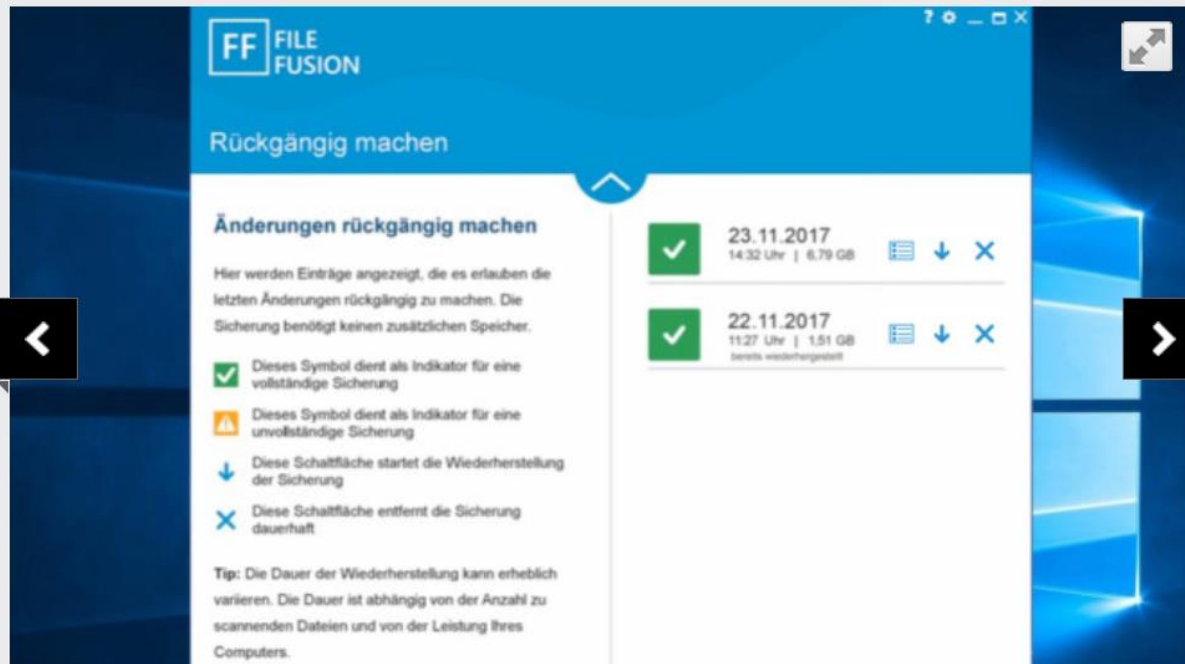 FF FILE
FUSION
?
Rückgängig machen
Änderungen rückgängig machen
Hier werden Einträge angezeigt, die es erlauben die
letzten Änderungen rückgängig zu machen. Die
Sicherung benötigt keinen zusätzlichen Speicher.
Dieses Symbol dient als Indikator für eine
vollständige Sicherung
Dieses Symbol dient als Indikator für eine
unvollständige Sicherung
Diese Schaltfläche startet die Wiederherstellung
der Sicherung
Diese Schaltfläche entfernt die Sicherung
dauerhaft
Tip: Die Dauer der Wiederherstellung kann erheblich
variieren. Die Dauer ist abhängig von der Anzahl zu
scannenden Dateien und von der Leistung Ihres
Computers.
23.11.2017
14:32 Uhr | 6,79 GB
22.11.2017
11:27 Uhr | 1,51 GB
bereits wiederhergestellt